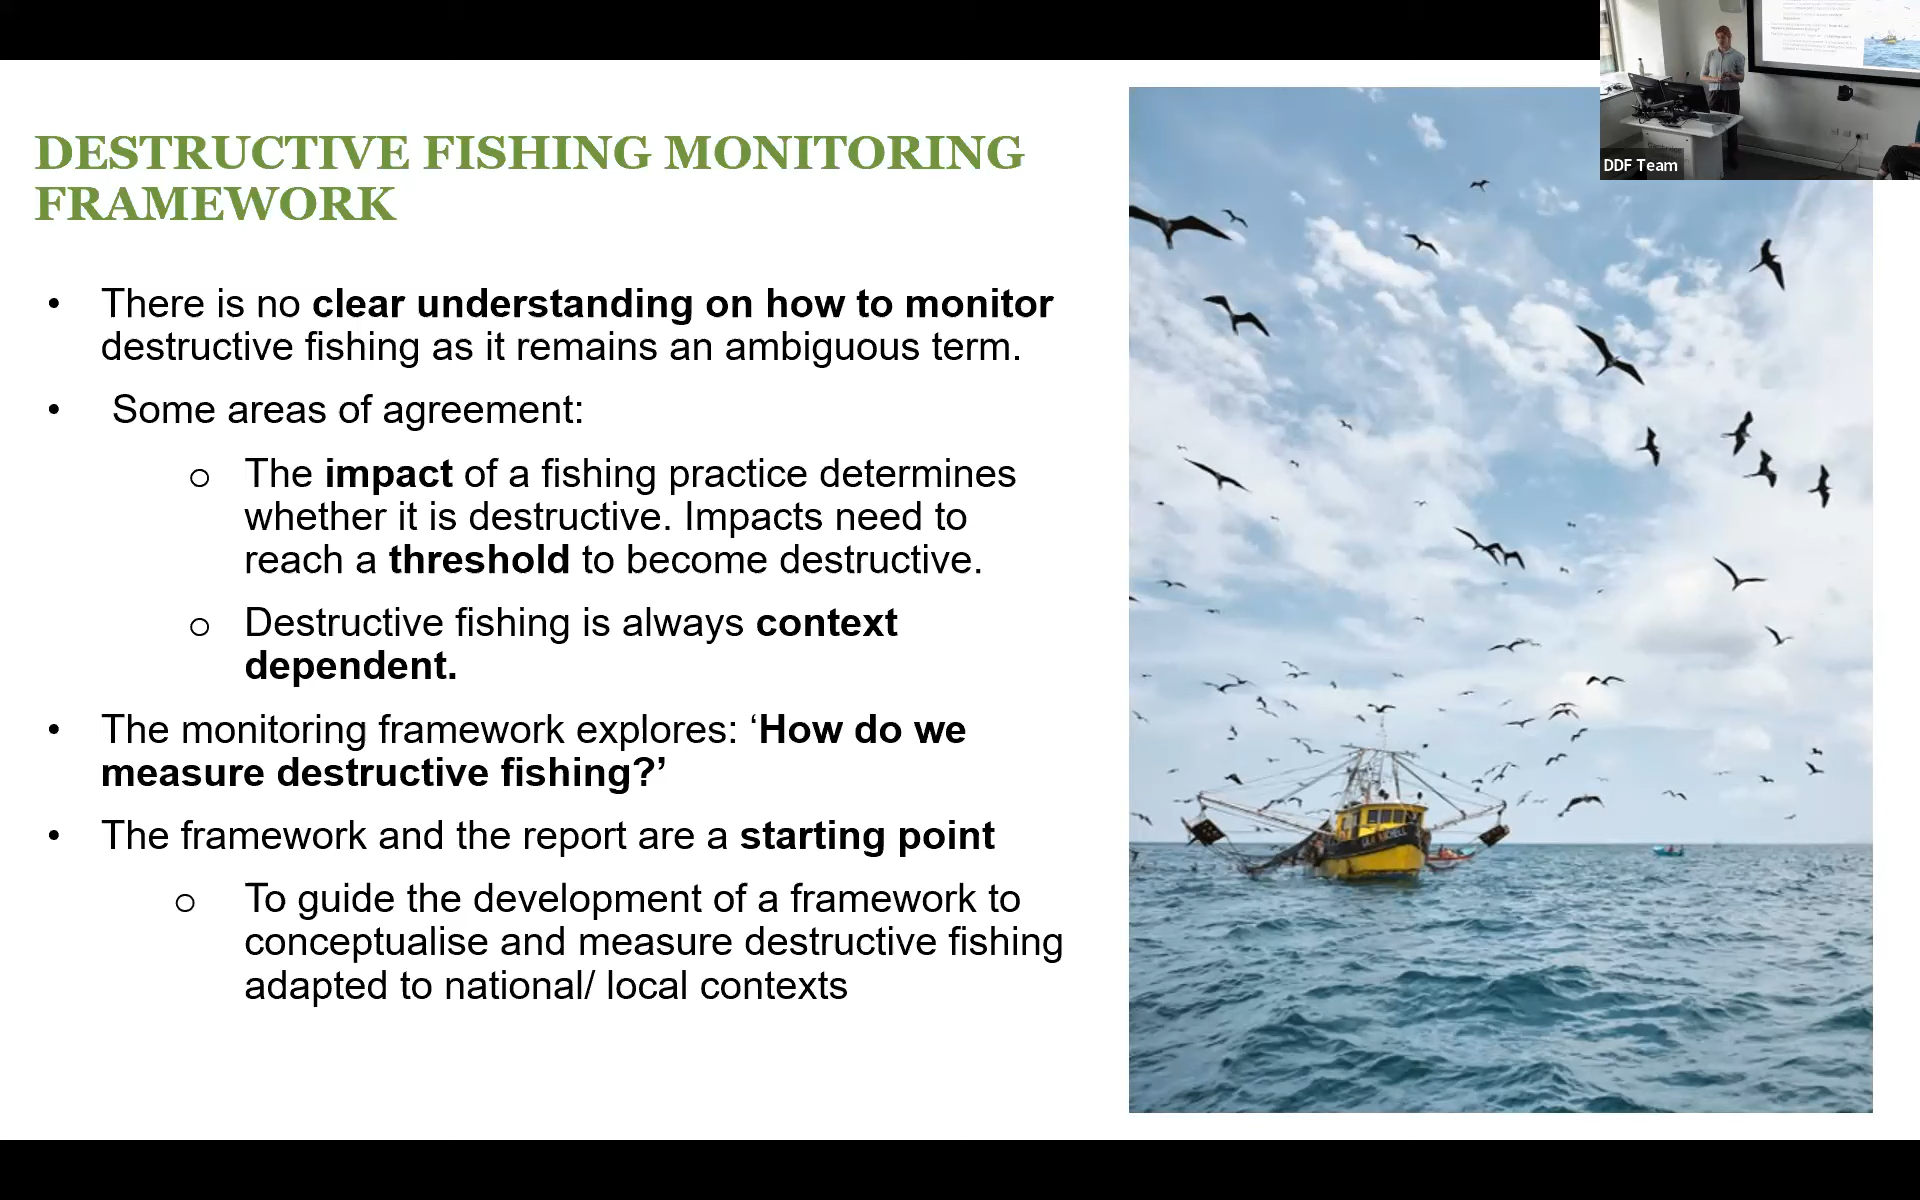 DDF Team
DESTRUCTIVE FISHING MONITORING
FRAMEWORK
• There is no clear understanding on how to monitor
destructive fishing as it remains an ambiguous term.
• Some areas of agreement:
o The impact of a fishing practice determines
whether it is destructive. Impacts need to
reach a threshold to become destructive.
o Destructive fishing is always context
dependent.
• The monitoring framework explores: ‘How do we
measure destructive fishing?’
• The framework and the report are a starting point
o To guide the development of a framework to
conceptualise and measure destructive fishing
adapted to national/ local contexts